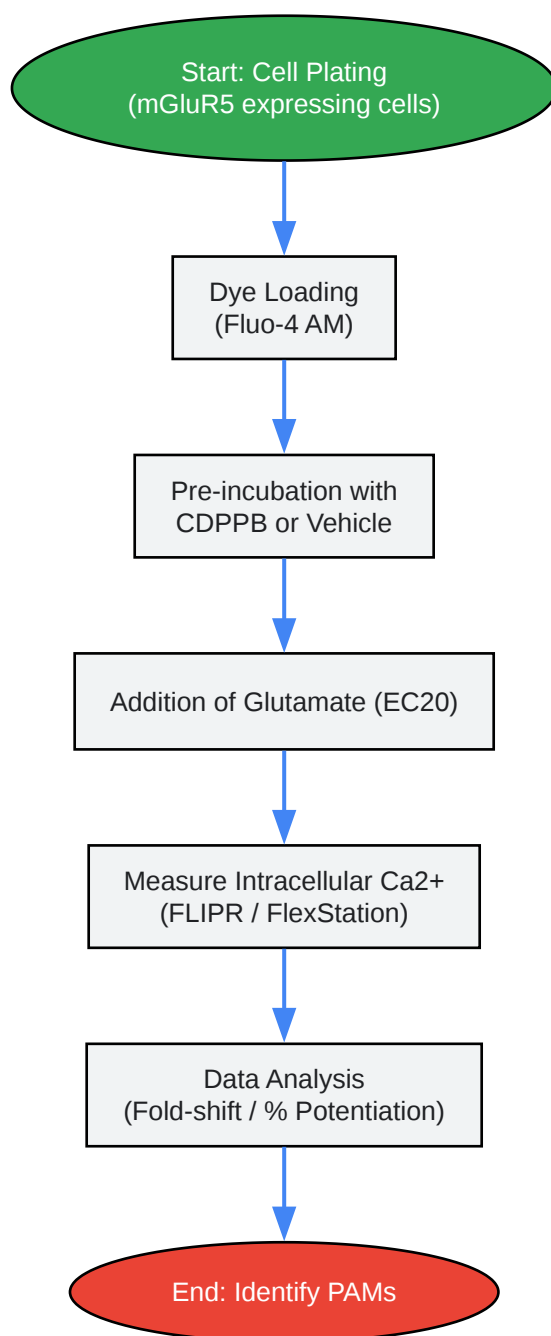 Start: Cell Plating
(mGluR5 expressing cells)
Dye Loading
(Fluo-4 AM)
Pre-incubation with
CDPPB or Vehicle
Addition of Glutamate (EC20)
Measure Intracellular Ca2+
(FLIPR / FlexStation)
Data Analysis
(Fold-shift / % Potentiation)
End: Identify PAMs